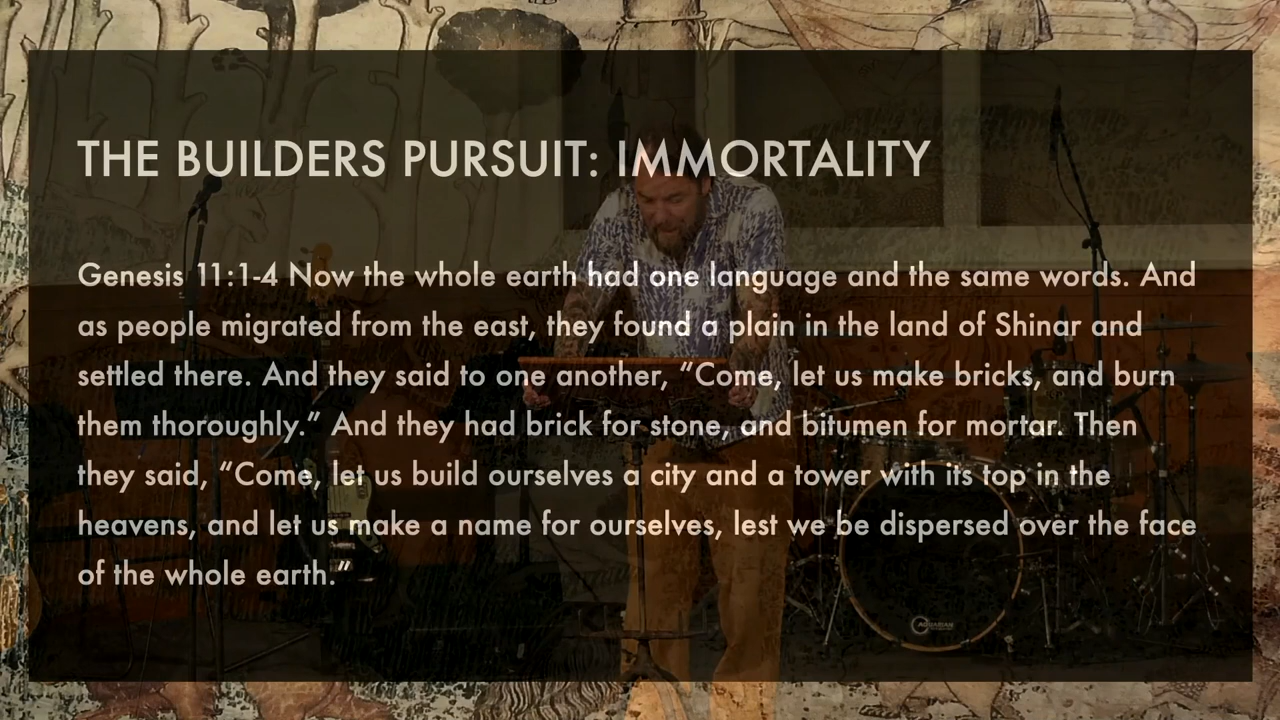 THE BUILDERS PURSUIT: IMMORTALITY
Genesis 11:1-4 Now the whole earth had one language and the same words. And
as people migrated from the east, they found a plain in the land of Shinar and
settled there. And they said to one another, “Come, let us make bricks, and burn
them thoroughly.” And they had brick for stone, and bitumen for mortar. Then
they said, “Come, let us build ourselves a city and a tower with its top in the
heavens, and let us make a name for ourselves, lest we be dispersed over the face
of the whole earth.”
AQUARIAN